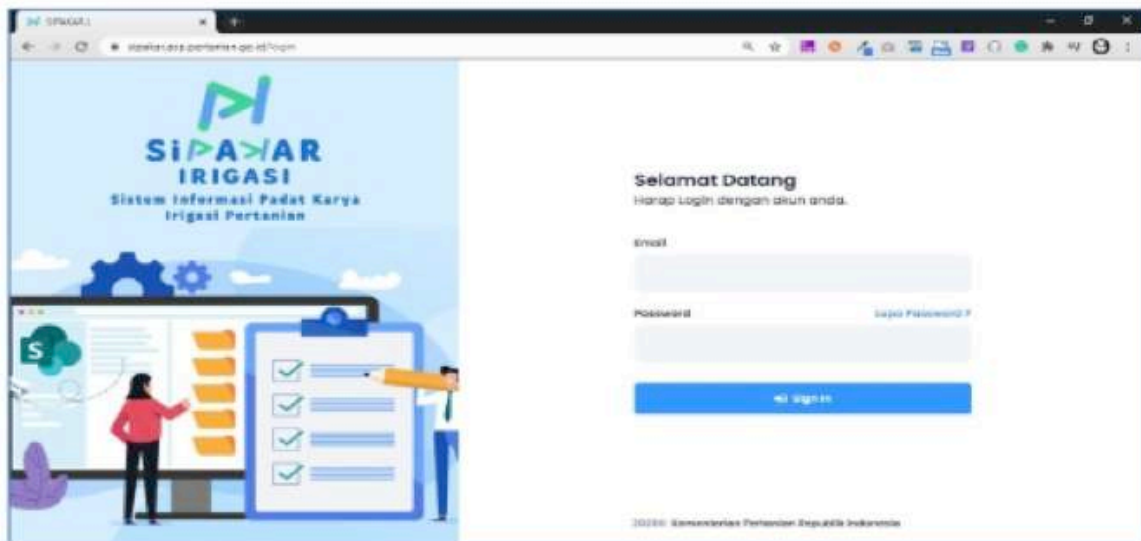 SiPAKAR
IRIGASI
Sistem Informasi Padat Karya
Irigasi Pertanian
S
Selamat Datang
Harap Login dengan akun anda.
Email
Password
Lupa Password ?
Sign In
Kementerian Pertanian Republik Indonesia